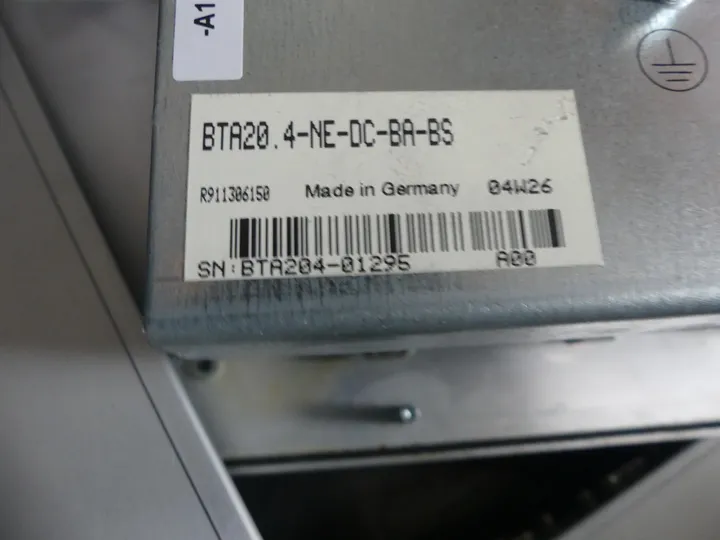 -A1
BTA20.4-NE-DC-BA-BS
R911306150 Made in Germany 04W26
SN:BTA204-01295 A00